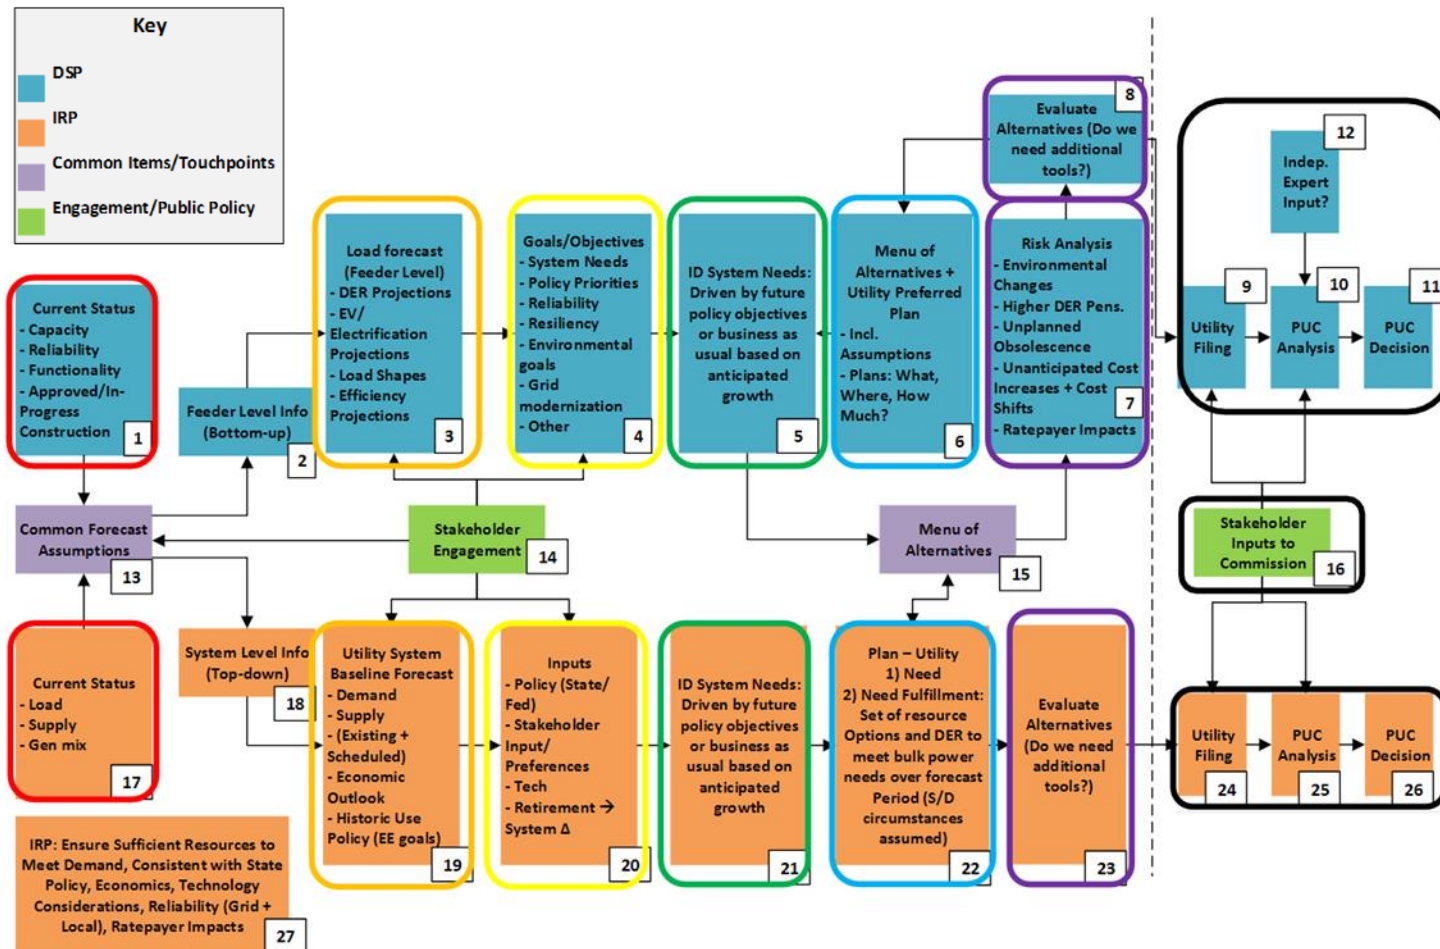 Key
DSP
IRP
Common Items/Touchpoints
Engagement/Public Policy
Current Status
- Capacity
- Reliability
- Functionality
- Approved/In-
Progress
Construction
1
Feeder Level Info
(Bottom-up)
2
Load forecast
(Feeder Level)
- DER Projections
- EV/
Electrification
Projections
- Load Shapes
- Efficiency
Projections
3
Goals/Objectives
- System Needs
- Policy Priorities
- Reliability
- Resiliency
- Environmental
goals
- Grid
modernization
- Other
4
ID System Needs:
Driven by future
policy objectives
or business as
usual based on
anticipated
growth
5
Menu of
Alternatives +
Utility Preferred
Plan
- Incl.
Assumptions
- Plans: What,
Where, How
Much?
6
Risk Analysis
- Environmental
Changes
- Higher DER Pens.
- Unplanned
Obsolescence
- Unanticipated Cost
Increases + Cost
Shifts
- Ratepayer Impacts
7
8
Evaluate
Alternatives (Do we
need additional
tools?)
9
Utility
Filing
10
PUC
Analysis
11
PUC
Decision
12
Indep.
Expert
Input?
Common Forecast
Assumptions
13
Stakeholder
Engagement
14
Menu of
Alternatives
15
Stakeholder
Inputs to
Commission
16
Current Status
- Load
- Supply
- Gen mix
17
System Level Info
(Top-down)
18
Utility System
Baseline Forecast
- Demand
- Supply
- (Existing +
Scheduled)
- Economic
Outlook
- Historic Use
Policy (EE goals)
19
Inputs
- Policy (State/
Fed)
- Stakeholder
Input/
Preferences
- Tech
- Retirement →
System Δ
20
ID System Needs:
Driven by future
policy objectives
or business as
usual based on
anticipated
growth
21
Plan – Utility
1) Need
2) Need Fulfillment:
Set of resource
Options and DER to
meet bulk power
needs over forecast
Period (S/D
circumstances
assumed)
22
Evaluate
Alternatives
(Do we need
additional
tools?)
23
Utility
Filing
24
PUC
Analysis
25
PUC
Decision
26
IRP: Ensure Sufficient Resources to
Meet Demand, Consistent with State
Policy, Economics, Technology
Considerations, Reliability (Grid +
Local), Ratepayer Impacts
27